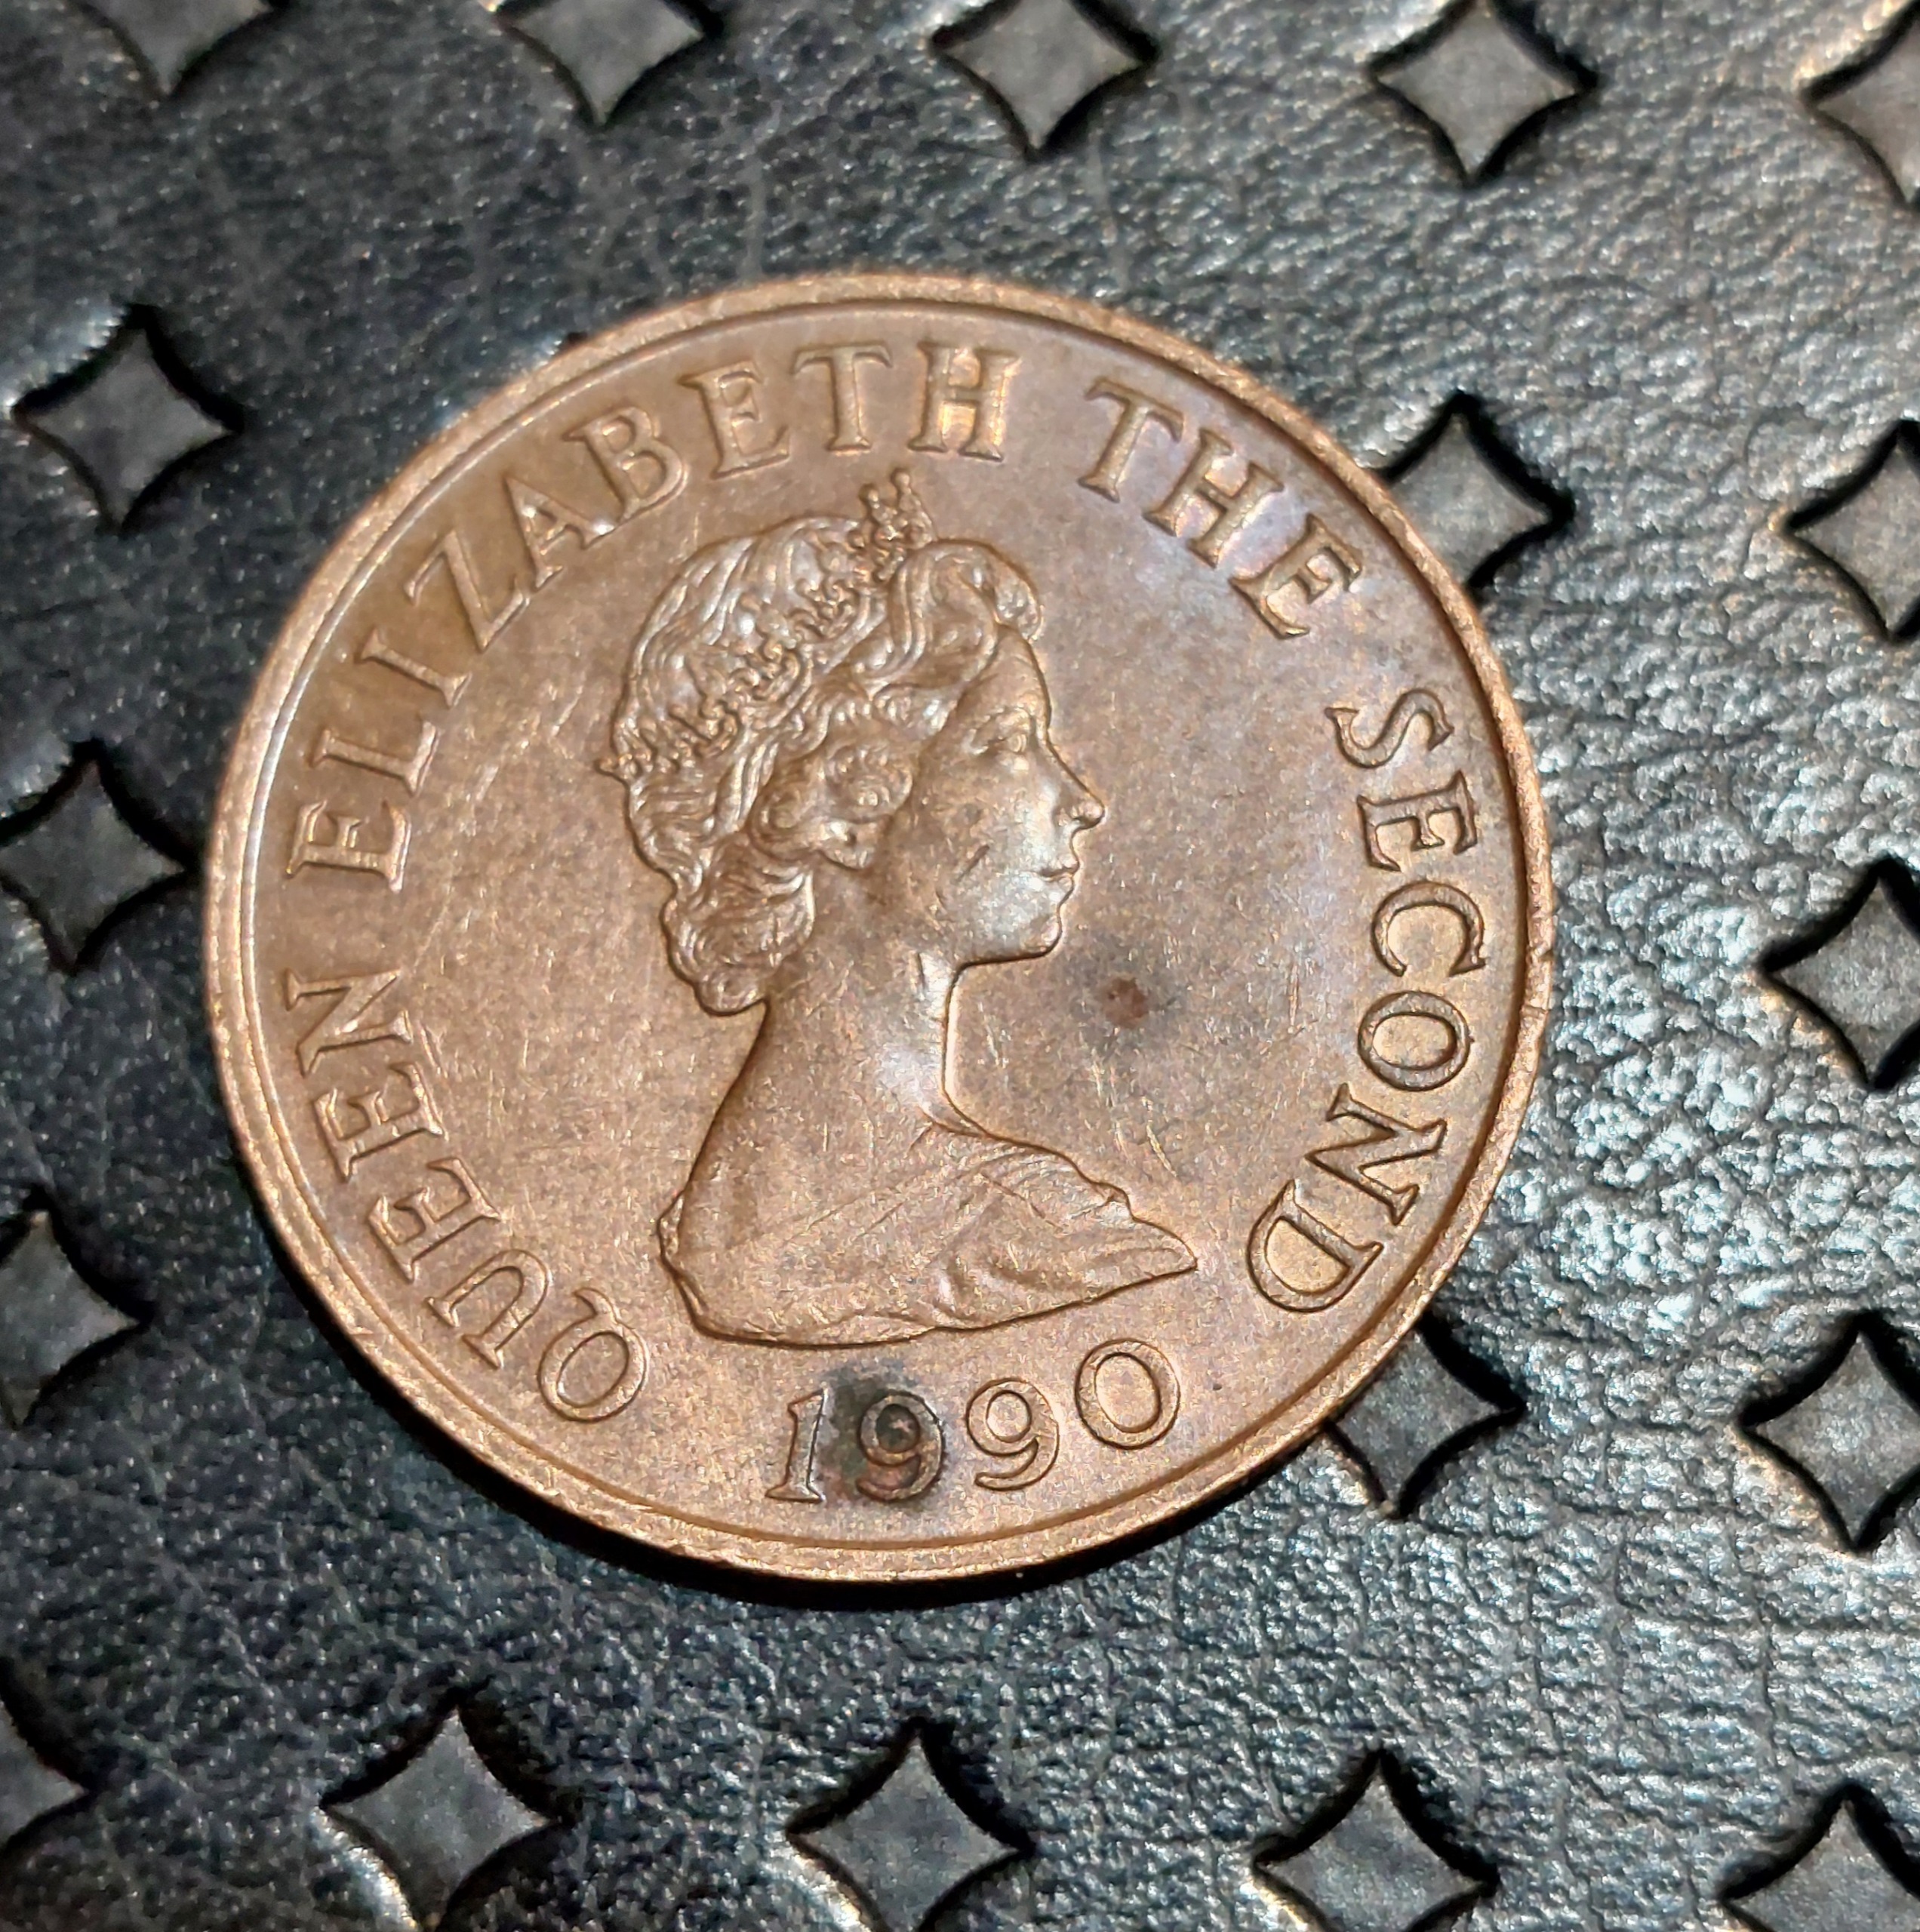 QUEEN ELIZABETH THE SECOND
1990